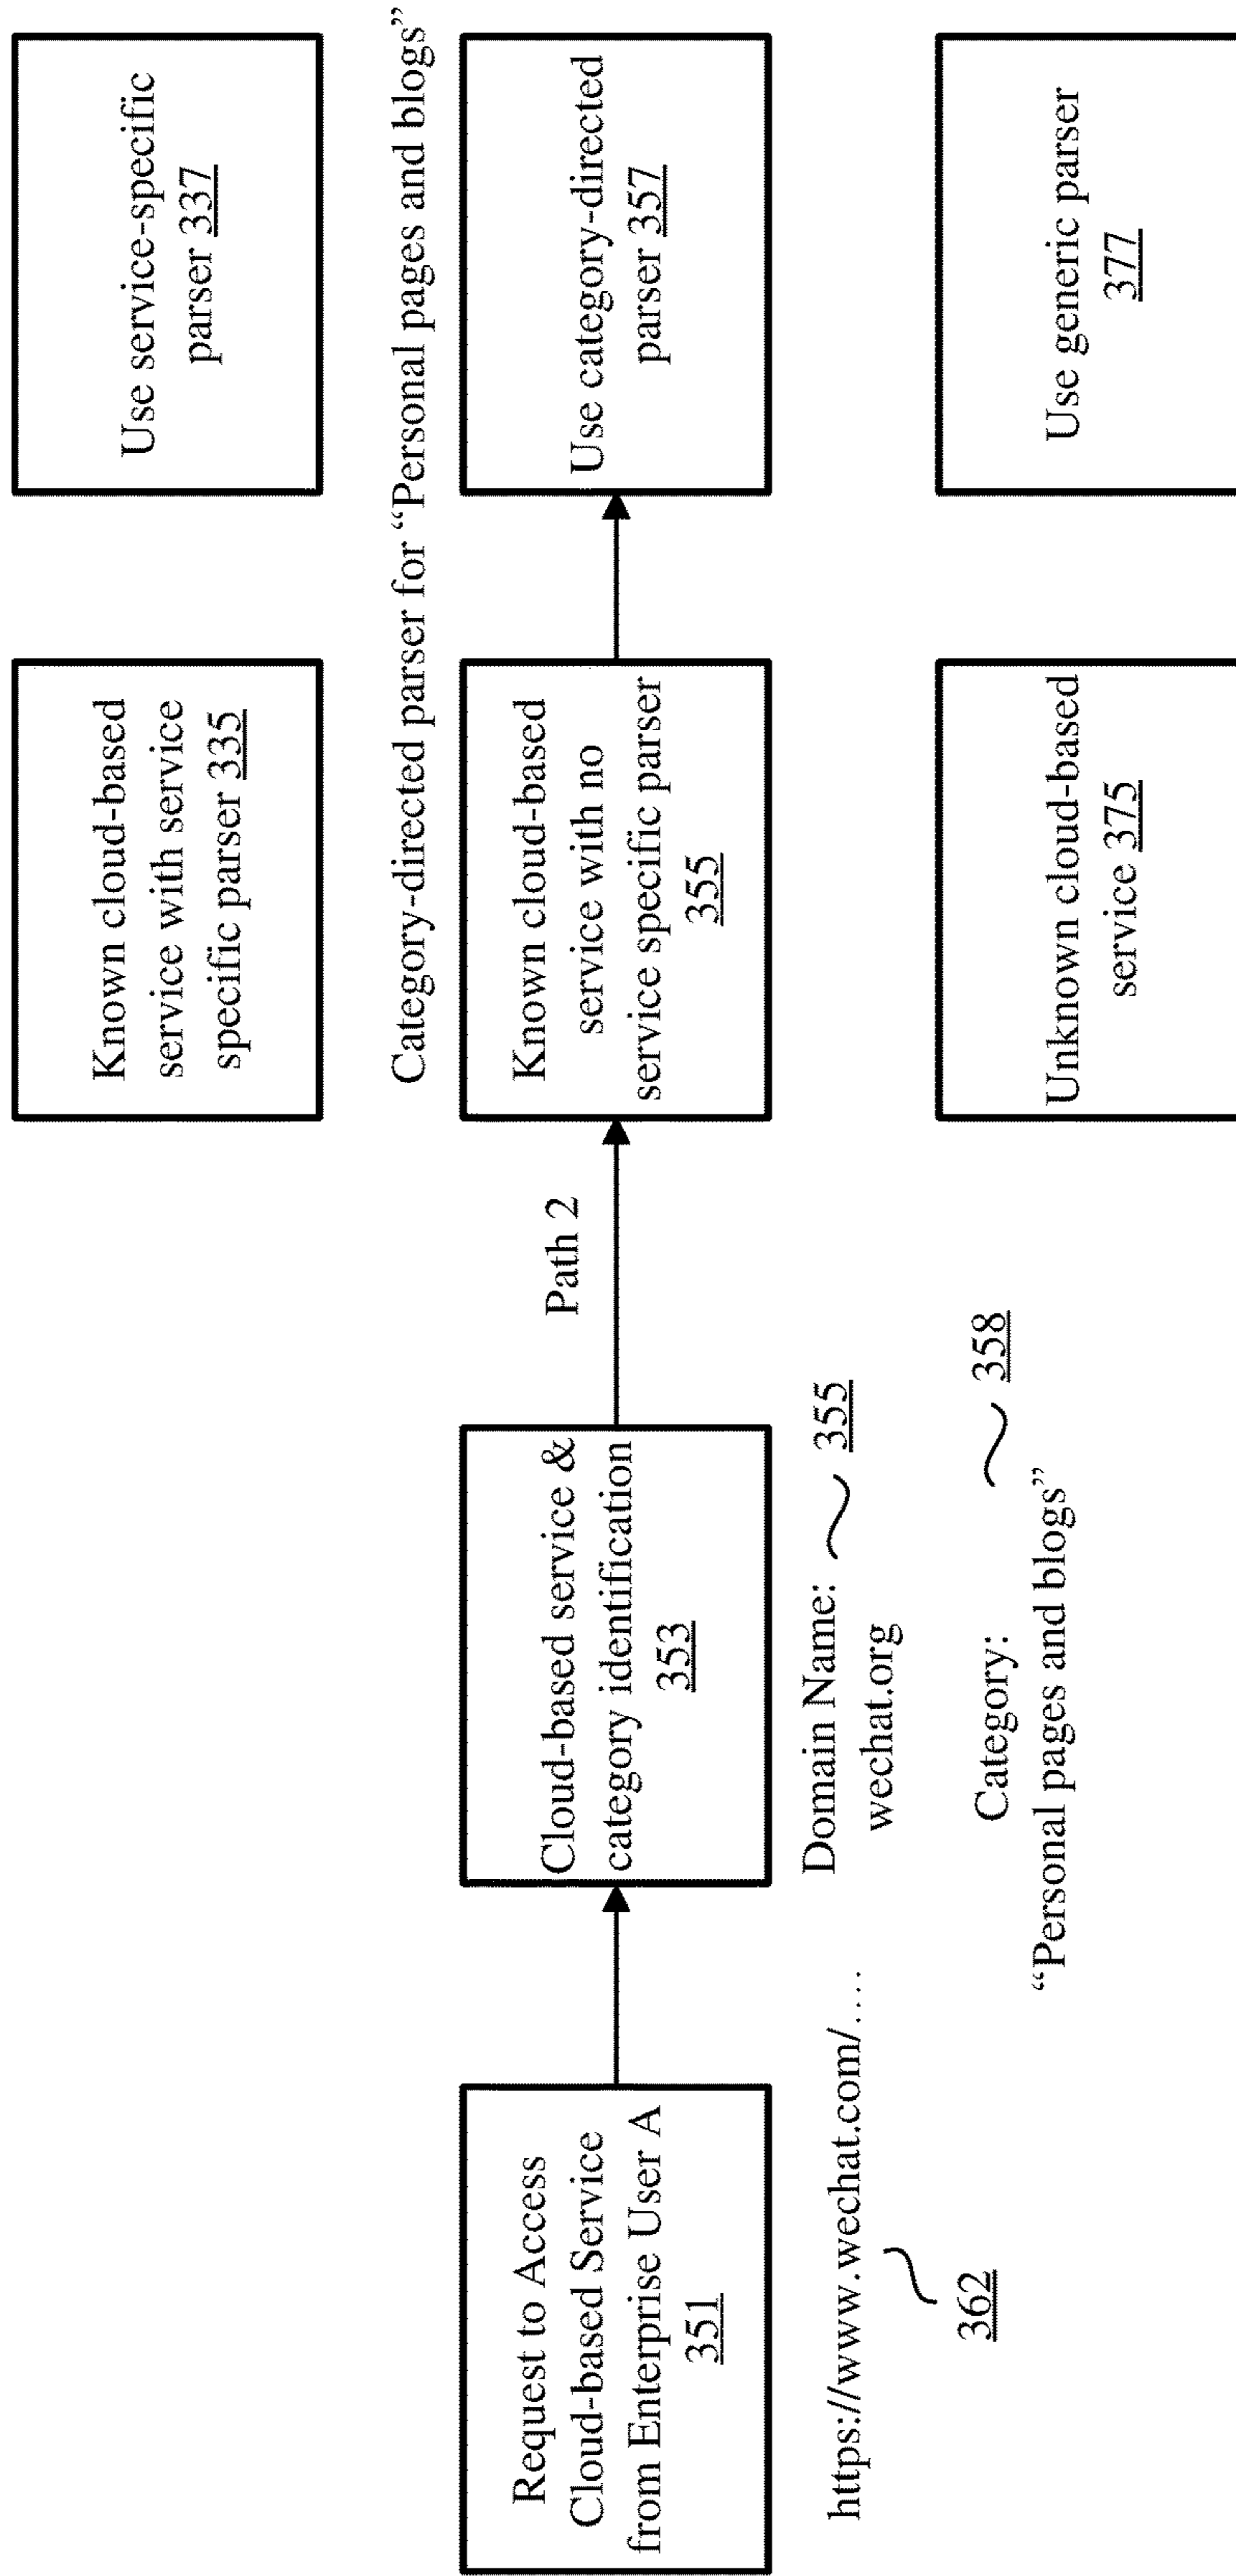 Known cloud-based
service with service
specific parser 335
Use service-specific
parser 337
Category-directed parser for “Personal pages and blogs”
Request to Access
Cloud-based Service
from Enterprise User A
351
Cloud-based service &
category identification
353
Path 2
Known cloud-based
service with no
service specific parser
355
Use category-directed
parser 357
https://www.wechat.com/….
362
Domain Name:
355
wechat.org
Category:
358
“Personal pages and blogs”
Unknown cloud-based
service 375
Use generic parser
377